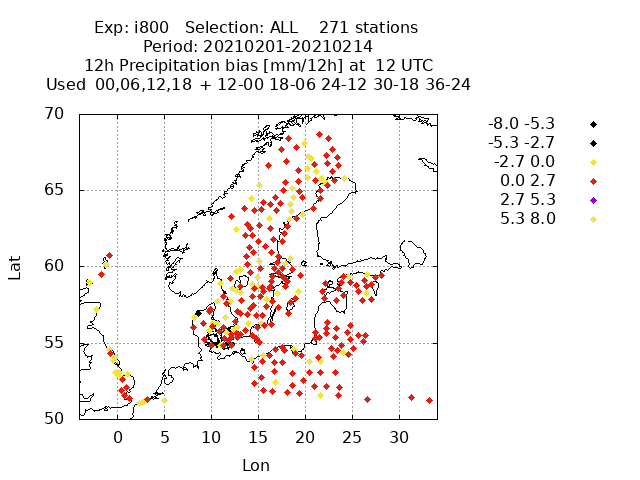 Exp: i800   Selection: ALL    271 stations
Period: 20210201-20210214
12h Precipitation bias [mm/12h] at  12 UTC
Used  00,06,12,18  + 12-00 18-06 24-12 30-18 36-24
70
65
60
55
50
Lat
0 5 10 15 20 25 30
Lon
-8.0 -5.3
-5.3 -2.7
-2.7 0.0
0.0 2.7
2.7 5.3
5.3 8.0